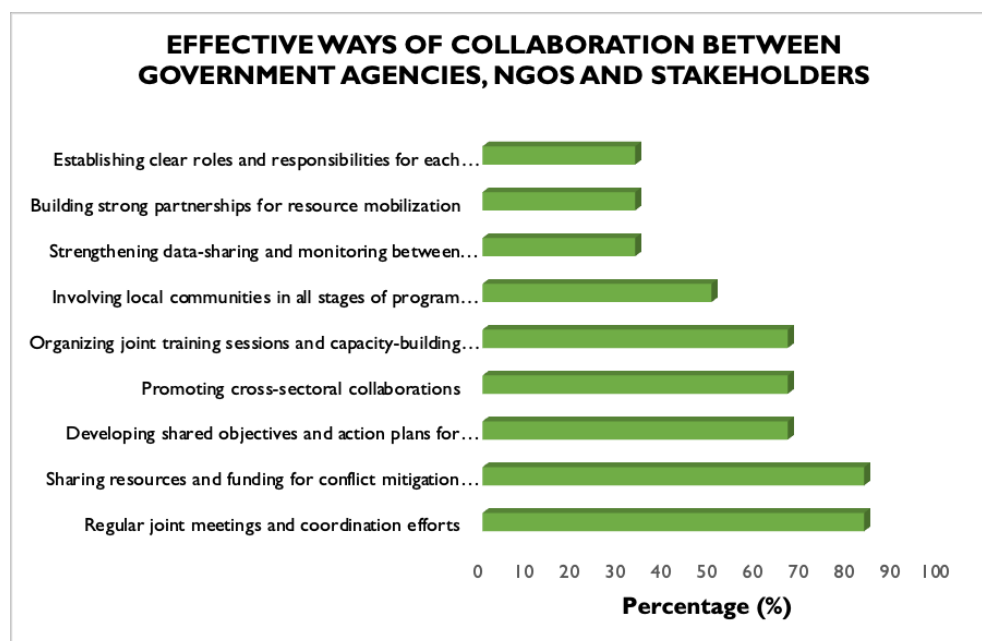 EFFECTIVE WAYS OF COLLABORATION BETWEEN
GOVERNMENT AGENCIES, NGOS AND STAKEHOLDERS
Establishing clear roles and responsibilities for each …
Building strong partnerships for resource mobilization
Strengthening data-sharing and monitoring between…
Involving local communities in all stages of program…
Organizing joint training sessions and capacity-building…
Promoting cross-sectoral collaborations
Developing shared objectives and action plans for…
Sharing resources and funding for conflict mitigation…
Regular joint meetings and coordination efforts
0 10 20 30 40 50 60 70 80 90 100
Percentage (%)